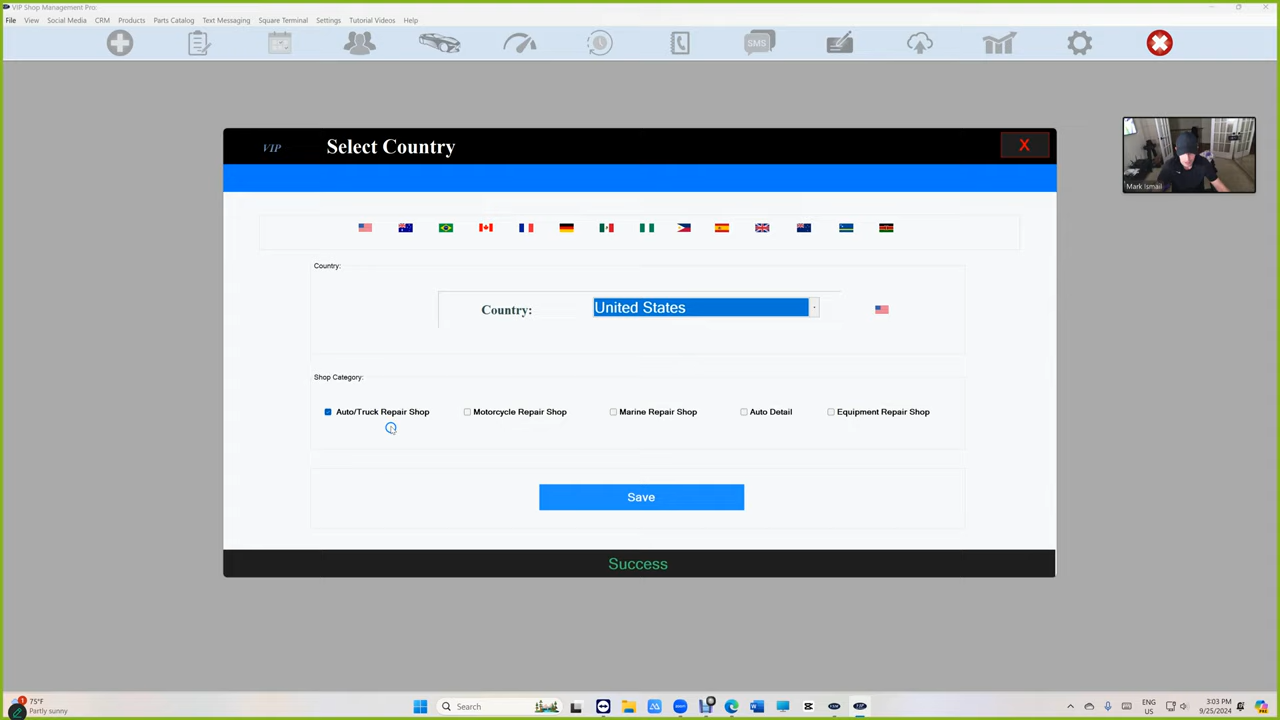 VIP Shop Management Pro:
File View Social Media CRM Products Parts Catalog Text Messaging Square Terminal Settings Tutorial Videos Help
SMS
VIP Select Country X
Mark Ismail
Country:
Country: United States
Shop Category:
Auto/Truck Repair Shop Motorcycle Repair Shop Marine Repair Shop Auto Detail Equipment Repair Shop
Save
Success
1 75°F
Partly sunny
Search
ENG
US
3:03 PM
9/25/2024